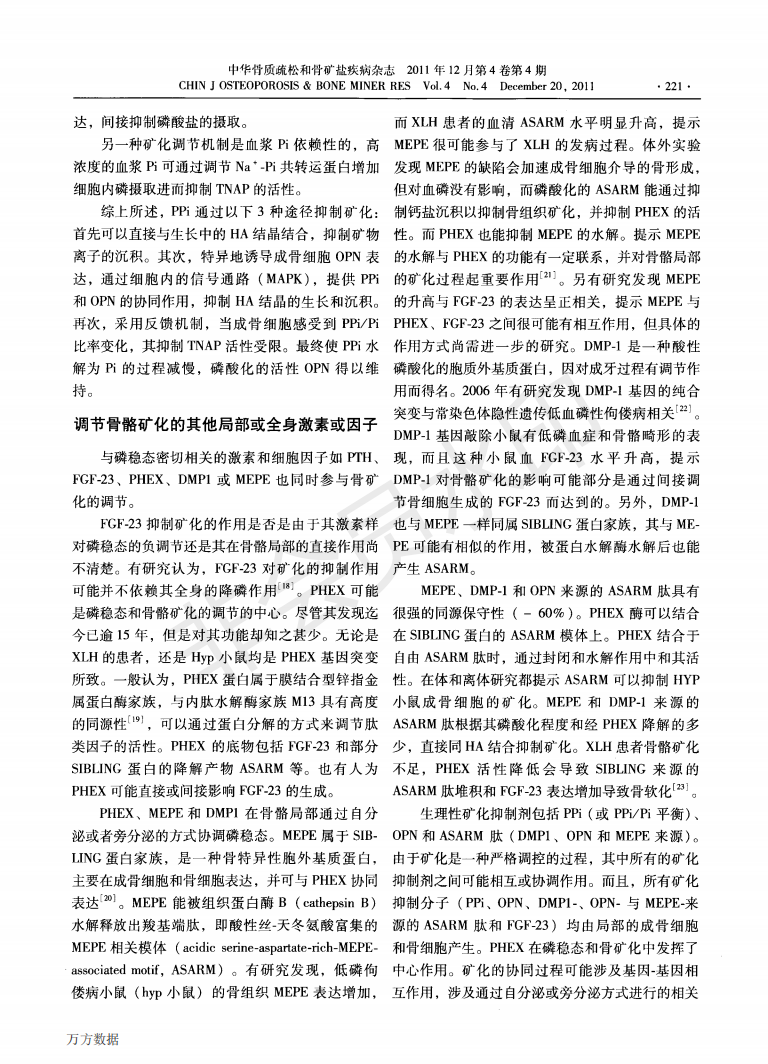 中华骨质疏松和骨矿盐疾病杂志 2011 年 12 月第 4 卷第 4 期
CHIN J OSTEOPOROSIS & BONE MINER RES Vol. 4 No. 4 December 20, 2011
· 221 ·
达，间接抑制磷酸盐的摄取。
另一种矿化调节机制是血浆 Pi 依赖性的，高
浓度的血浆 Pi 可通过调节 Na⁺-Pi 共转运蛋白增加
细胞内磷摄取进而抑制 TNAP 的活性。
综上所述，PPi 通过以下 3 种途径抑制矿化：
首先可以直接与生长中的 HA 结晶结合，抑制矿物
离子的沉积。其次，特异地诱导成骨细胞 OPN 表
达，通过细胞内的信号通路（MAPK），提供 PPi
和 OPN 的协同作用，抑制 HA 结晶的生长和沉积。
再次，采用反馈机制，当成骨细胞感受到 PPi/Pi
比率变化，其抑制 TNAP 活性受限。最终使 PPi 水
解为 Pi 的过程减慢，磷酸化的活性 OPN 得以维
持。
调节骨骼矿化的其他局部或全身激素或因子
与磷稳态密切相关的激素和细胞因子如 PTH、
FGF-23、PHEX、DMP1 或 MEPE 也同时参与骨矿
化的调节。
FGF-23 抑制矿化的作用是否是由于其激素样
对磷稳态的负调节还是其在骨骼局部的直接作用尚
不清楚。有研究认为，FGF-23 对矿化的抑制作用
可能并不依赖其全身的降磷作用[18]。PHEX 可能
是磷稳态和骨骼矿化的调节的中心。尽管其发现迄
今已逾 15 年，但是对其功能却知之甚少。无论是
XLH 的患者，还是 Hyp 小鼠均是 PHEX 基因突变
所致。一般认为，PHEX 蛋白属于膜结合型锌指金
属蛋白酶家族，与内肽水解酶家族 M13 具有高度
的同源性[19]，可以通过蛋白分解的方式来调节肽
类因子的活性。PHEX 的底物包括 FGF-23 和部分
SIBLING 蛋白的降解产物 ASARM 等。也有人为
PHEX 可能直接或间接影响 FGF-23 的生成。
PHEX、MEPE 和 DMP1 在骨骼局部通过自分
泌或者旁分泌的方式协调磷稳态。MEPE 属于 SIB-
LING 蛋白家族，是一种骨特异性胞外基质蛋白，
主要在成骨细胞和骨细胞表达，并可与 PHEX 协同
表达[20]。MEPE 能被组织蛋白酶 B（cathepsin B）
水解释放出羧基端肽，即酸性丝-天冬氨酸富集的
MEPE 相关模体（acidic serine-aspartate-rich-MEPE-
associated motif，ASARM）。有研究发现，低磷佝
偻病小鼠（hyp 小鼠）的骨组织 MEPE 表达增加，
而 XLH 患者的血清 ASARM 水平明显升高，提示
MEPE 很可能参与了 XLH 的发病过程。体外实验
发现 MEPE 的缺陷会加速成骨细胞介导的骨形成，
但对血磷没有影响，而磷酸化的 ASARM 能通过抑
制钙盐沉积以抑制骨组织矿化，并抑制 PHEX 的活
性。而 PHEX 也能抑制 MEPE 的水解。提示 MEPE
的水解与 PHEX 的功能有一定联系，并对骨骼局部
的矿化过程起重要作用[21]。另有研究发现 MEPE
的升高与 FGF-23 的表达呈正相关，提示 MEPE 与
PHEX、FGF-23 之间很可能有相互作用，但具体的
作用方式尚需进一步的研究。DMP-1 是一种酸性
磷酸化的胞质外基质蛋白，因对成牙过程有调节作
用而得名。2006 年有研究发现 DMP-1 基因的纯合
突变与常染色体隐性遗传低血磷性佝偻病相关[22]。
DMP-1 基因敲除小鼠有低磷血症和骨骼畸形的表
现，而且这种小鼠血 FGF-23 水平升高，提示
DMP-1 对骨骼矿化的影响可能部分是通过间接调
节骨细胞生成的 FGF-23 而达到的。另外，DMP-1
也与 MEPE 一样同属 SIBLING 蛋白家族，其与 ME-
PE 可能有相似的作用，被蛋白水解酶水解后也能
产生 ASARM。
MEPE、DMP-1 和 OPN 来源的 ASARM 肽具有
很强的同源保守性（－60%）。PHEX 酶可以结合
在 SIBLING 蛋白的 ASARM 模体上。PHEX 结合于
自由 ASARM 肽时，通过封闭和水解作用中和其活
性。在体和离体研究都提示 ASARM 可以抑制 HYP
小鼠成骨细胞的矿化。MEPE 和 DMP-1 来源的
ASARM 肽根据其磷酸化程度和经 PHEX 降解的多
少，直接同 HA 结合抑制矿化。XLH 患者骨骼矿化
不足，PHEX 活性降低会导致 SIBLING 来源的
ASARM 肽堆积和 FGF-23 表达增加导致骨软化[23]。
生理性矿化抑制剂包括 PPi（或 PPi/Pi 平衡）、
OPN 和 ASARM 肽（DMP1、OPN 和 MEPE 来源）。
由于矿化是一种严格调控的过程，其中所有的矿化
抑制剂之间可能相互或协调作用。而且，所有矿化
抑制分子（PPi、OPN、DMP1-、OPN- 与 MEPE-来
源的 ASARM 肽和 FGF-23）均由局部的成骨细胞
和骨细胞产生。PHEX 在磷稳态和骨矿化中发挥了
中心作用。矿化的协同过程可能涉及基因-基因相
互作用，涉及通过自分泌或旁分泌方式进行的相关
非会员水印
万方数据